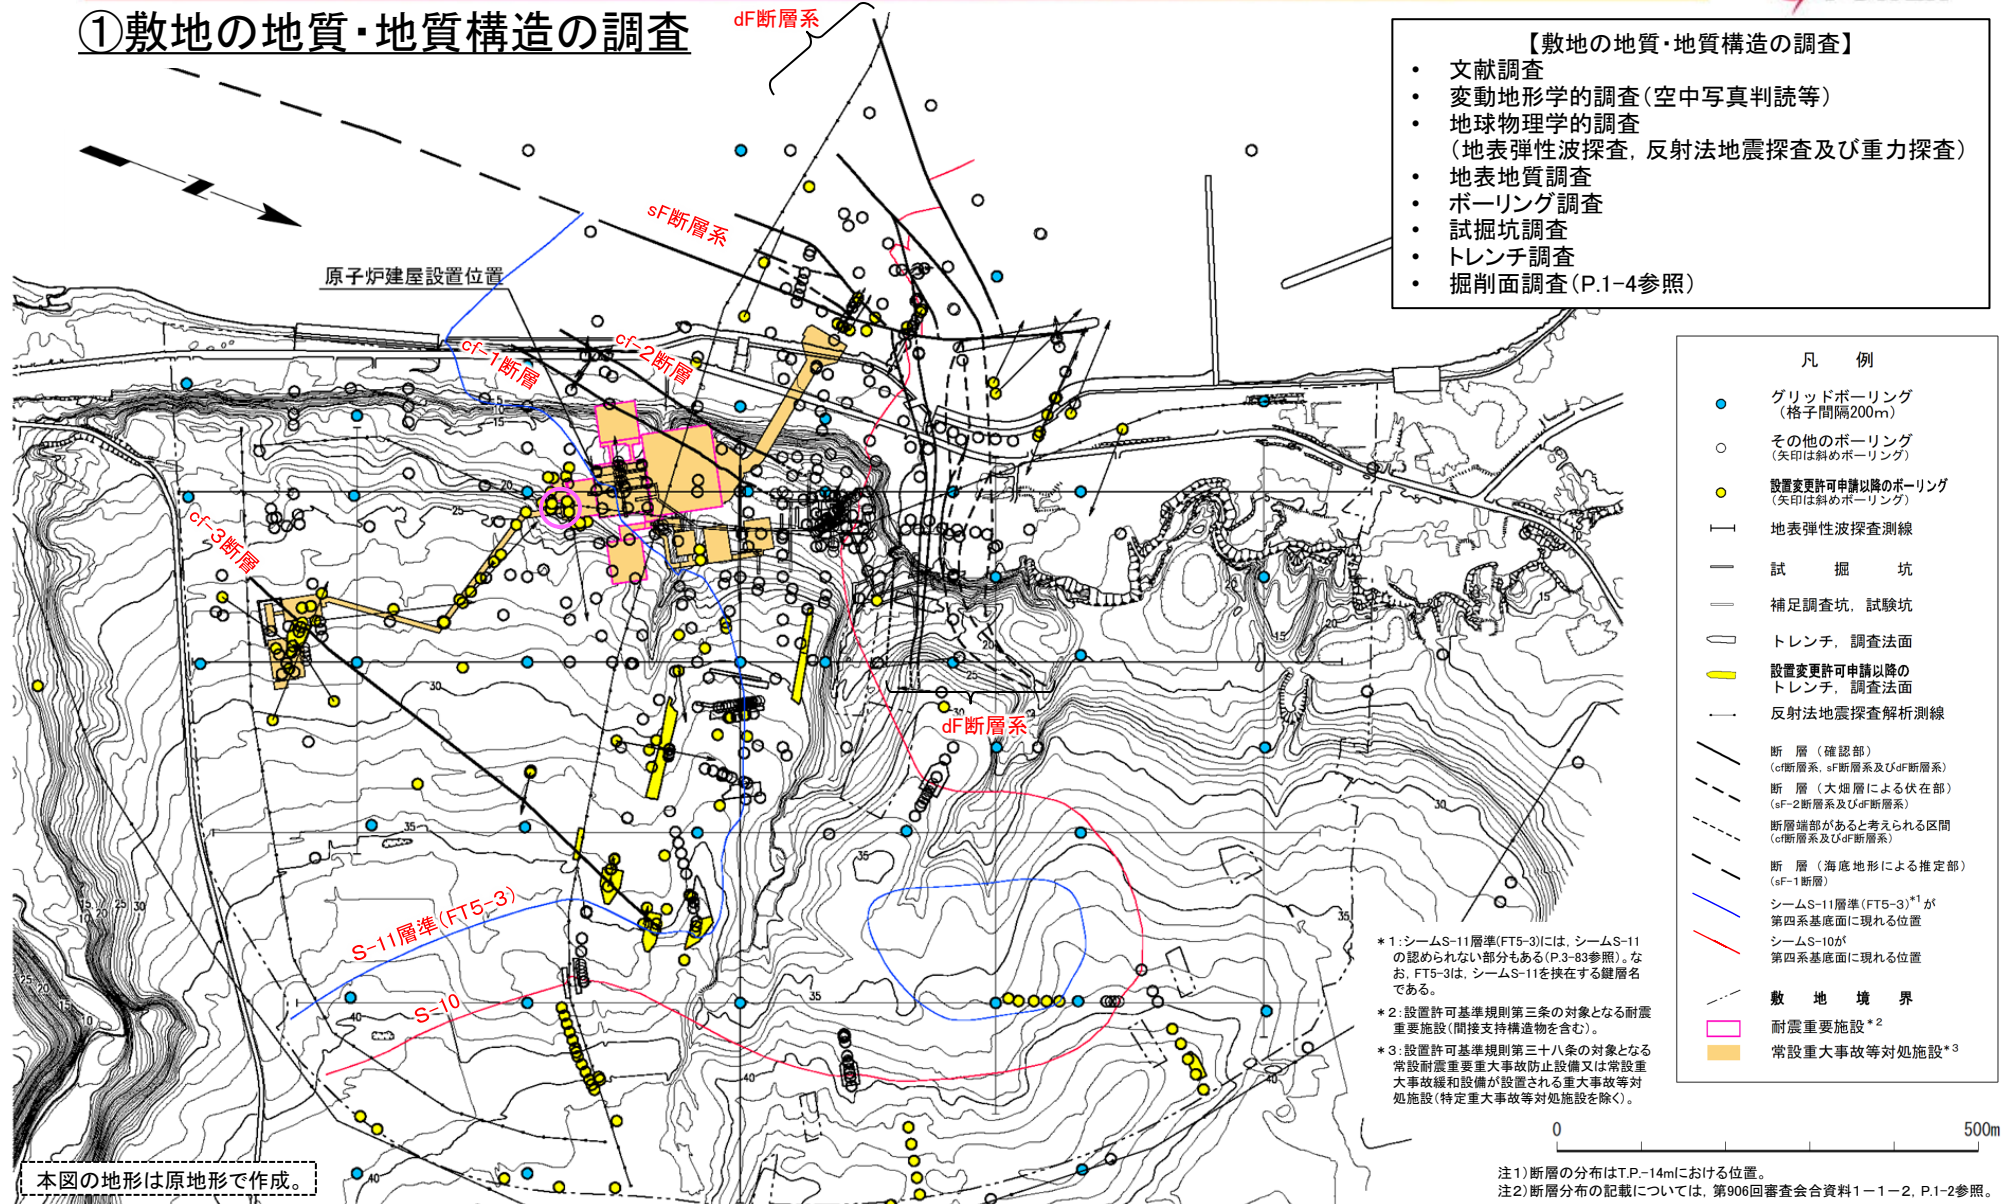 ①敷地の地質・地質構造の調査
dF断層系
【敷地の地質・地質構造の調査】
・ 文献調査
・ 変動地形学的調査(空中写真判読等)
・ 地球物理学的調査
(地表弾性波探査, 反射法地震探査及び重力探査)
・ 地表地質調査
・ ボーリング調査
・ 試掘坑調査
・ トレンチ調査
・ 掘削面調査(P.1-4参照)
sF断層系
原子炉建屋設置位置
cf-1断層
cf-2断層
cf-3断層
dF断層系
S-11層準(FT5-3)
S-10
凡 例
グリッドボーリング
(格子間隔200m)
その他のボーリング
(矢印は斜めボーリング)
設置変更許可申請以降のボーリング
(矢印は斜めボーリング)
地表弾性波探査測線
試 掘 坑
補足調査坑, 試験坑
トレンチ, 調査法面
設置変更許可申請以降の
トレンチ, 調査法面
反射法地震探査解析測線
断 層 (確認部)
(cf断層系, sF断層系及びdF断層系)
断 層 (大畑層による伏在部)
(sF-2断層系及びdF断層系)
断層端部があると考えられる区間
(cf断層系及びdF断層系)
断 層 (海底地形による推定部)
(sF-1断層)
シームS-11層準(FT5-3)*1が
第四系基底面に現れる位置
シームS-10が
第四系基底面に現れる位置
敷 地 境 界
耐震重要施設*2
常設重大事故等対処施設*3
*1:シームS-11層準(FT5-3)には, シームS-11
の認められない部分もある(P.3-83参照)。な
お, FT5-3は, シームS-11を挟在する鍵層名
である。
*2:設置許可基準規則第三条の対象となる耐震
重要施設(間接支持構造物を含む)。
*3:設置許可基準規則第三十八条の対象となる
常設耐震重要重大事故防止設備又は常設重
大事故緩和設備が設置される重大事故等対
処施設(特定重大事故等対処施設を除く)。
0 500m
本図の地形は原地形で作成。
注1)断層の分布はT.P.-14mにおける位置。
注2)断層分布の記載については, 第906回審査会合資料1-1-2, P.1-2参照。